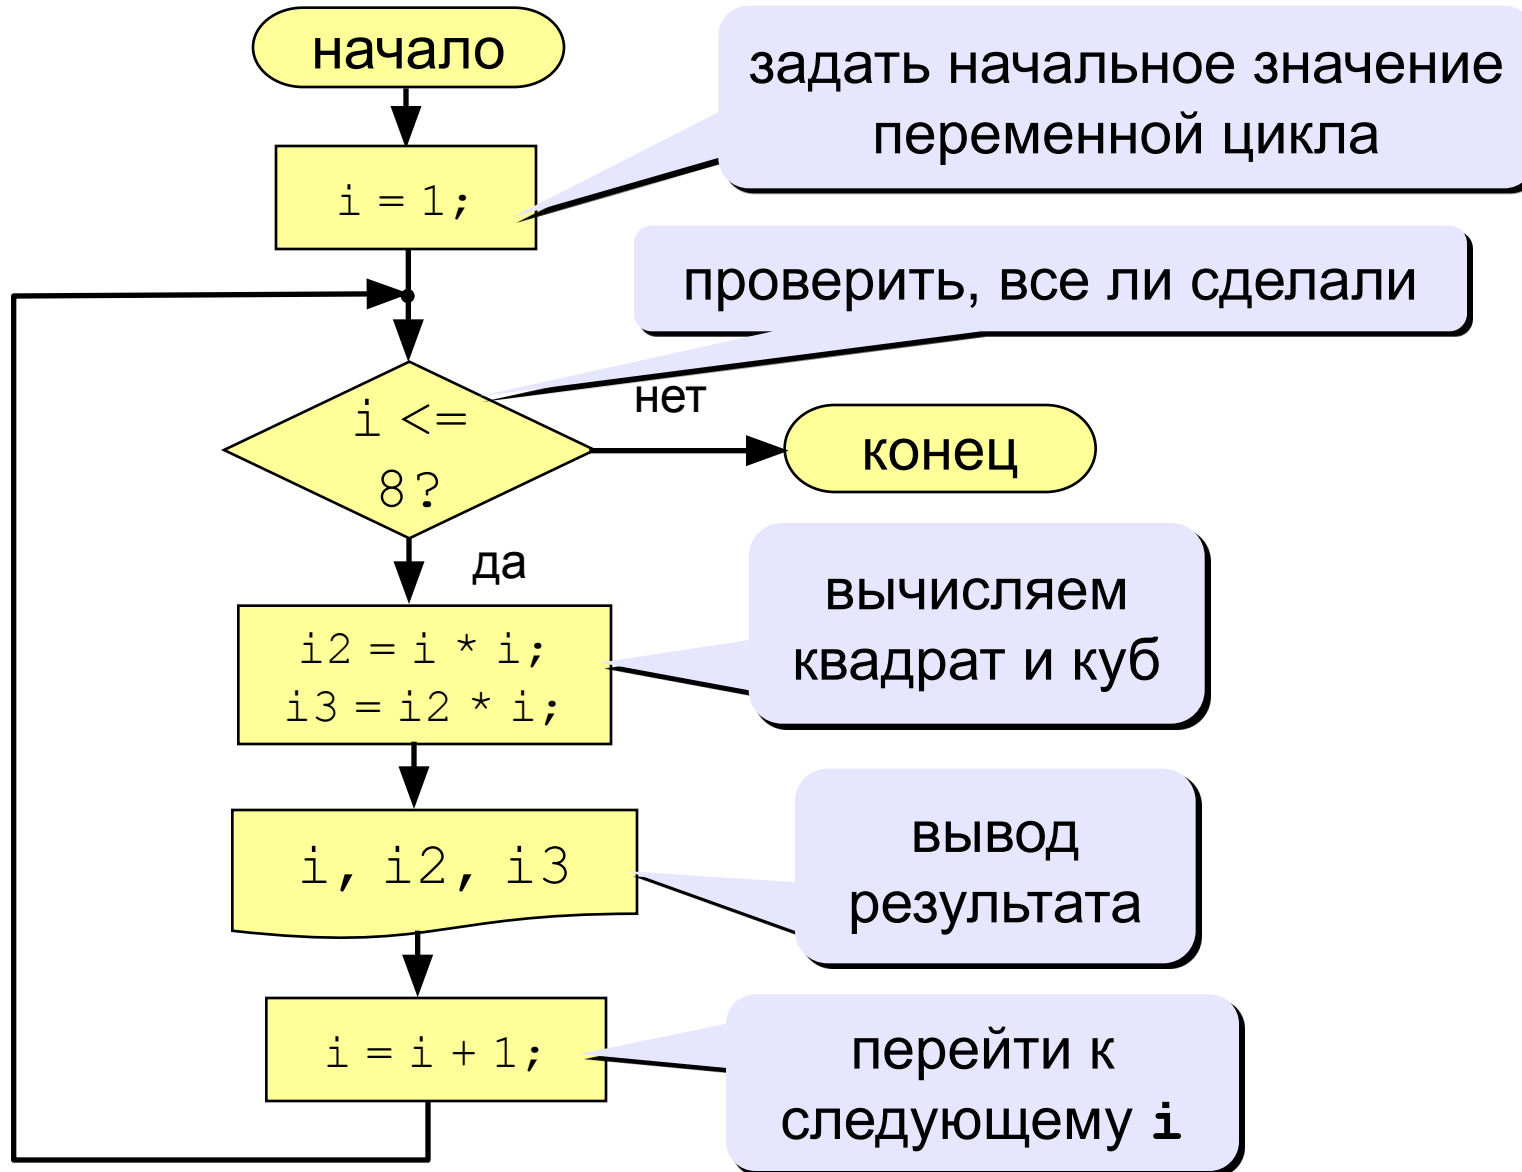 начало
задать начальное значение
переменной цикла
i = 1;
проверить, все ли сделали
i <=
8?
нет
конец
да
i2 = i * i;
i3 = i2 * i;
вычисляем
квадрат и куб
i, i2, i3
вывод
результата
i = i + 1;
перейти к
следующему i